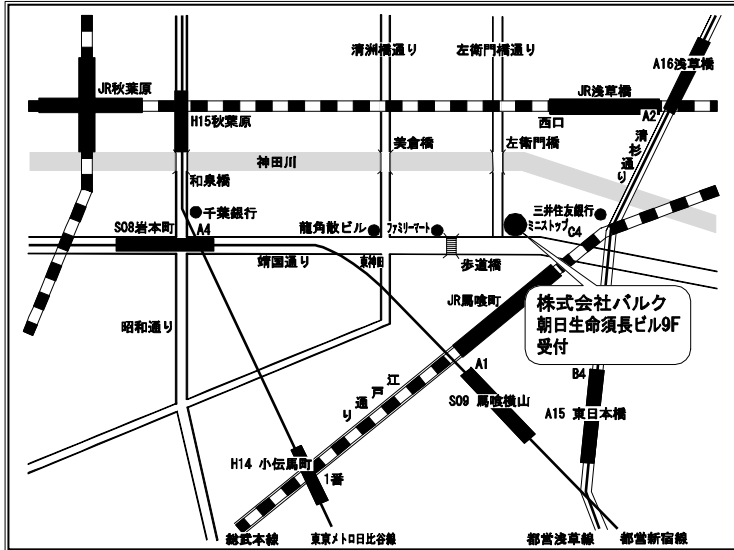 清洲橋通り
左衛門橋通り
A16浅草橋
JR秋葉原
JR浅草橋
H15秋葉原
西口
A2
清杉通り
美倉橋
左衛門橋
神田川
和泉橋
千葉銀行
三井住友銀行
S08岩本町
A4
龍角散ビル
ファミリーマート
ミニストップ
C4
靖国通り
東神田
歩道橋
JR馬喰町
株式会社バルク
朝日生命須長ビル9F
受付
昭和通り
江戸通り
A1
B4
S09 馬喰横山
A15 東日本橋
H14 小伝馬町
1番
総武本線
東京メトロ日比谷線
都営浅草線
都営新宿線